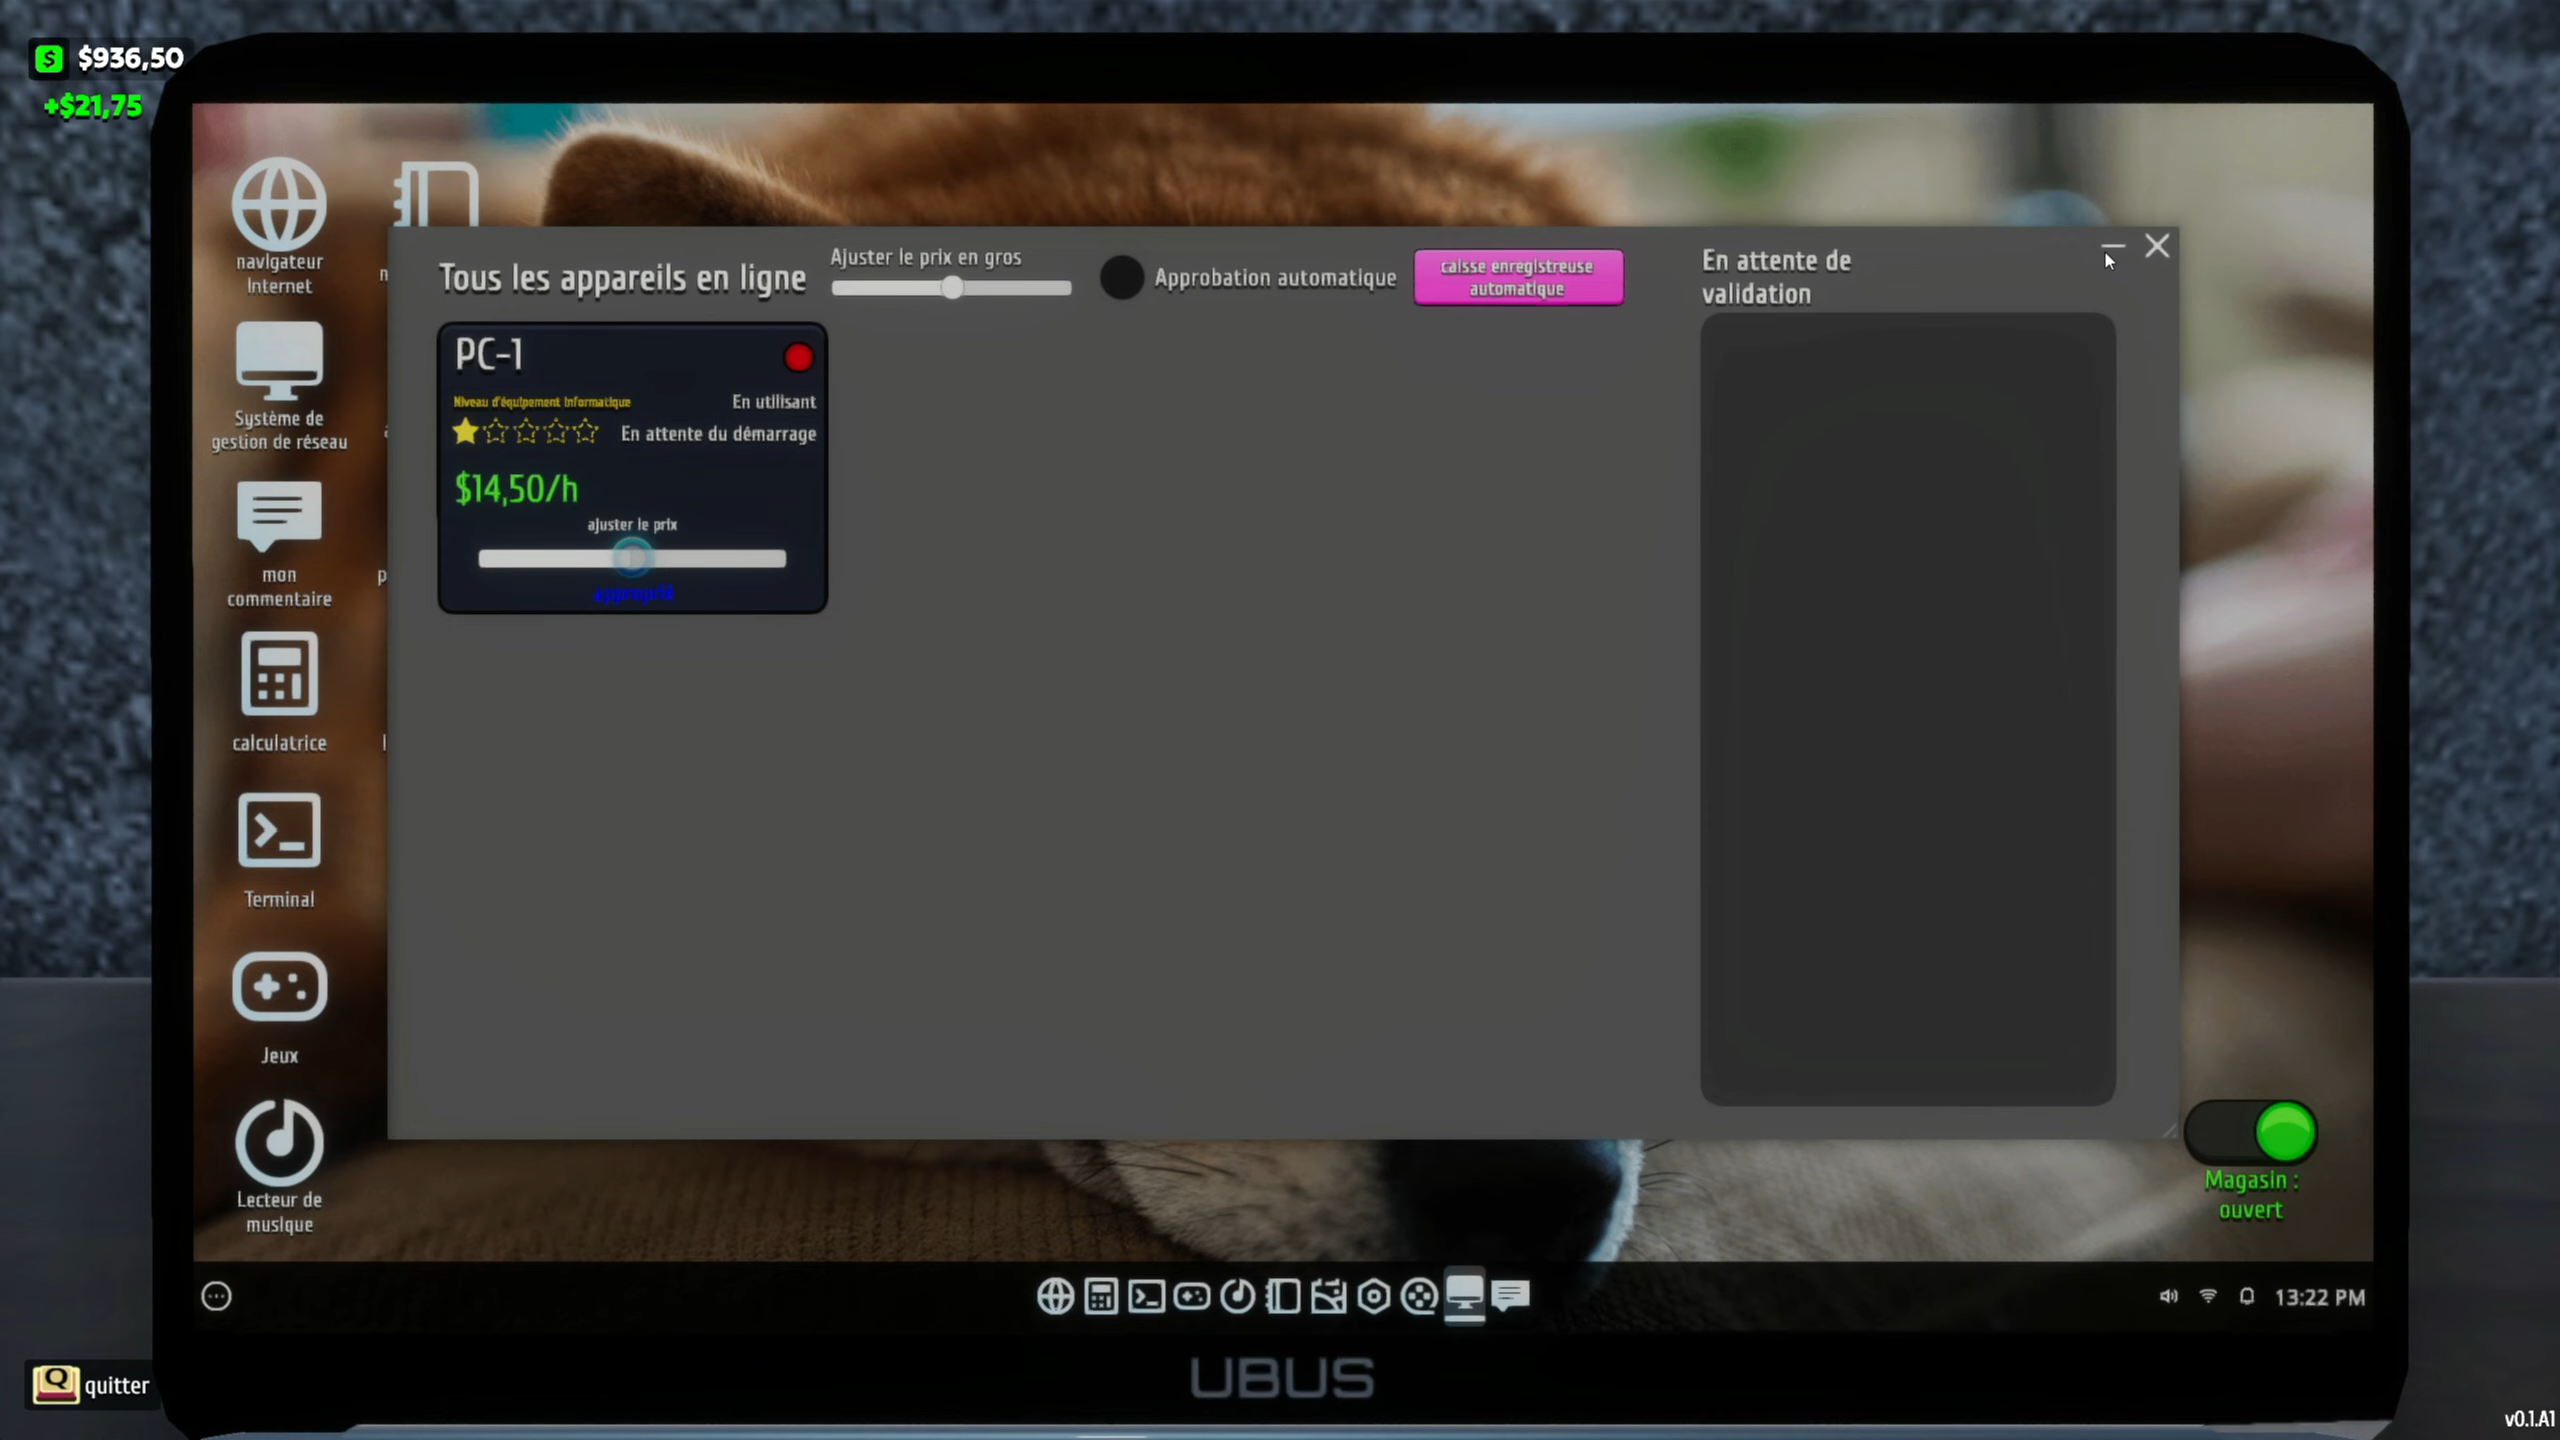 $936,50
+$21,75
navigateur
Internet
Système de
gestion de réseau
mon
commentaire
calculatrice
Terminal
Jeux
Lecteur de
musique
Tous les appareils en ligne
Ajuster le prix en gros
Approbation automatique
caisse enregistreuse
automatique
En attente de
validation
PC-1
Niveau d'équipement informatique
En utilisant
En attente du démarrage
$14,50/h
ajuster le prix
approprié
Magasin :
ouvert
13:22 PM
UBUS
Q quitter
v0.1.A1